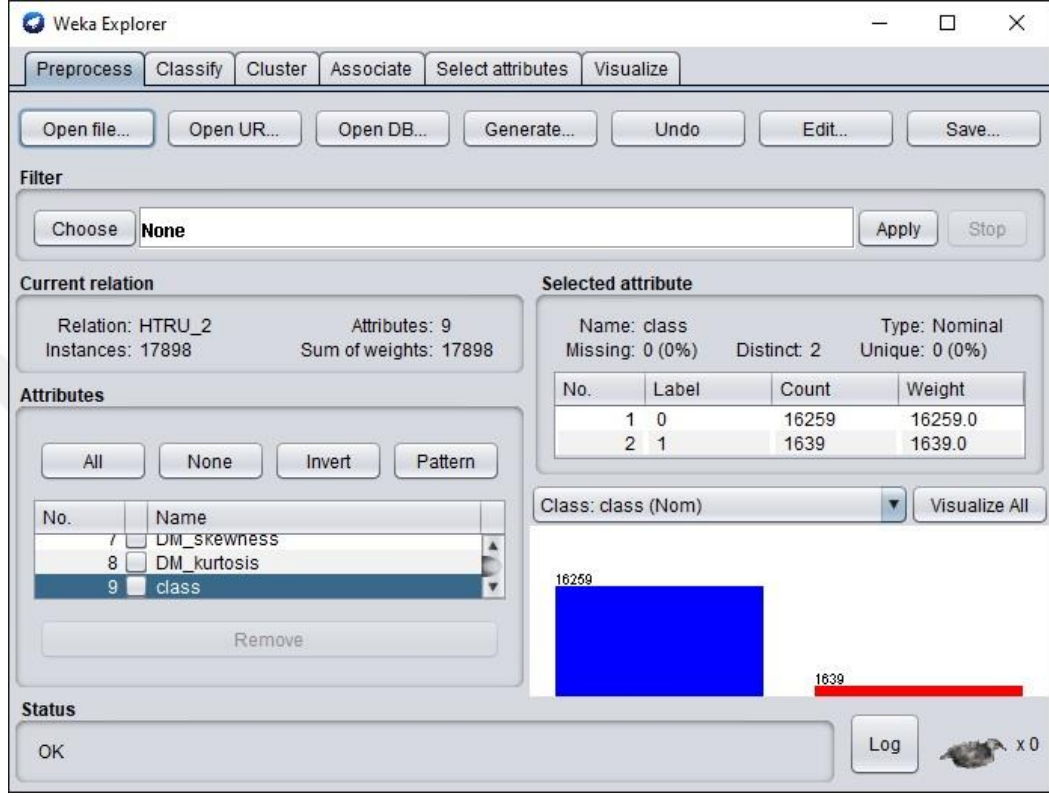 Weka Explorer
Preprocess Classify Cluster Associate Select attributes Visualize
Open file... Open UR... Open DB... Generate... Undo Edit... Save...
Filter
Choose None Apply Stop
Current relation
Relation: HTRU_2 Attributes: 9
Instances: 17898 Sum of weights: 17898
Attributes
All None Invert Pattern
No. Name
7 DM_skewness
8 DM_kurtosis
9 class
Remove
Selected attribute
Name: class Type: Nominal
Missing: 0 (0%) Distinct: 2 Unique: 0 (0%)
No. Label Count Weight
1 0 16259 16259.0
2 1 1639 1639.0
Class: class (Nom) Visualize All
16259
1639
Status
OK
Log x 0